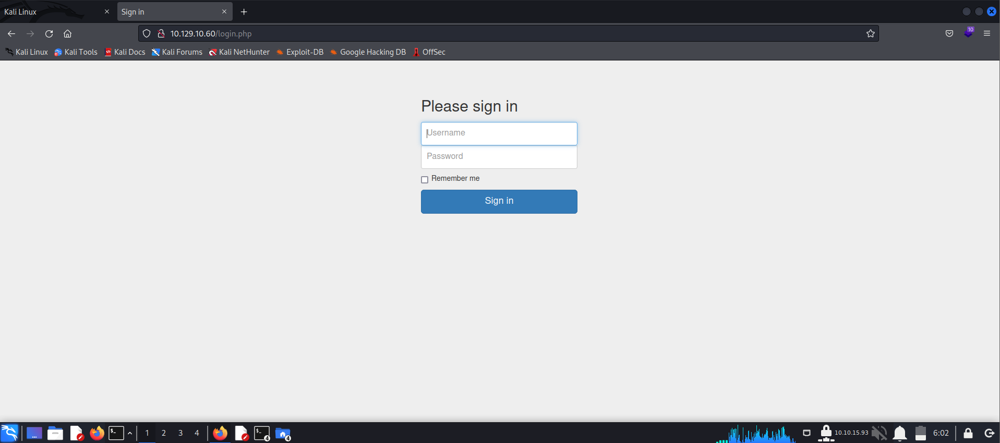 Kali Linux
Sign in
10.129.10.60/login.php
10
Kali Linux Kali Tools Kali Docs Kali Forums Kali NetHunter Exploit-DB Google Hacking DB OffSec
Please sign in
Username
Password
Remember me
Sign in
1 2 3 4
4
4
10.10.15.93
6:02